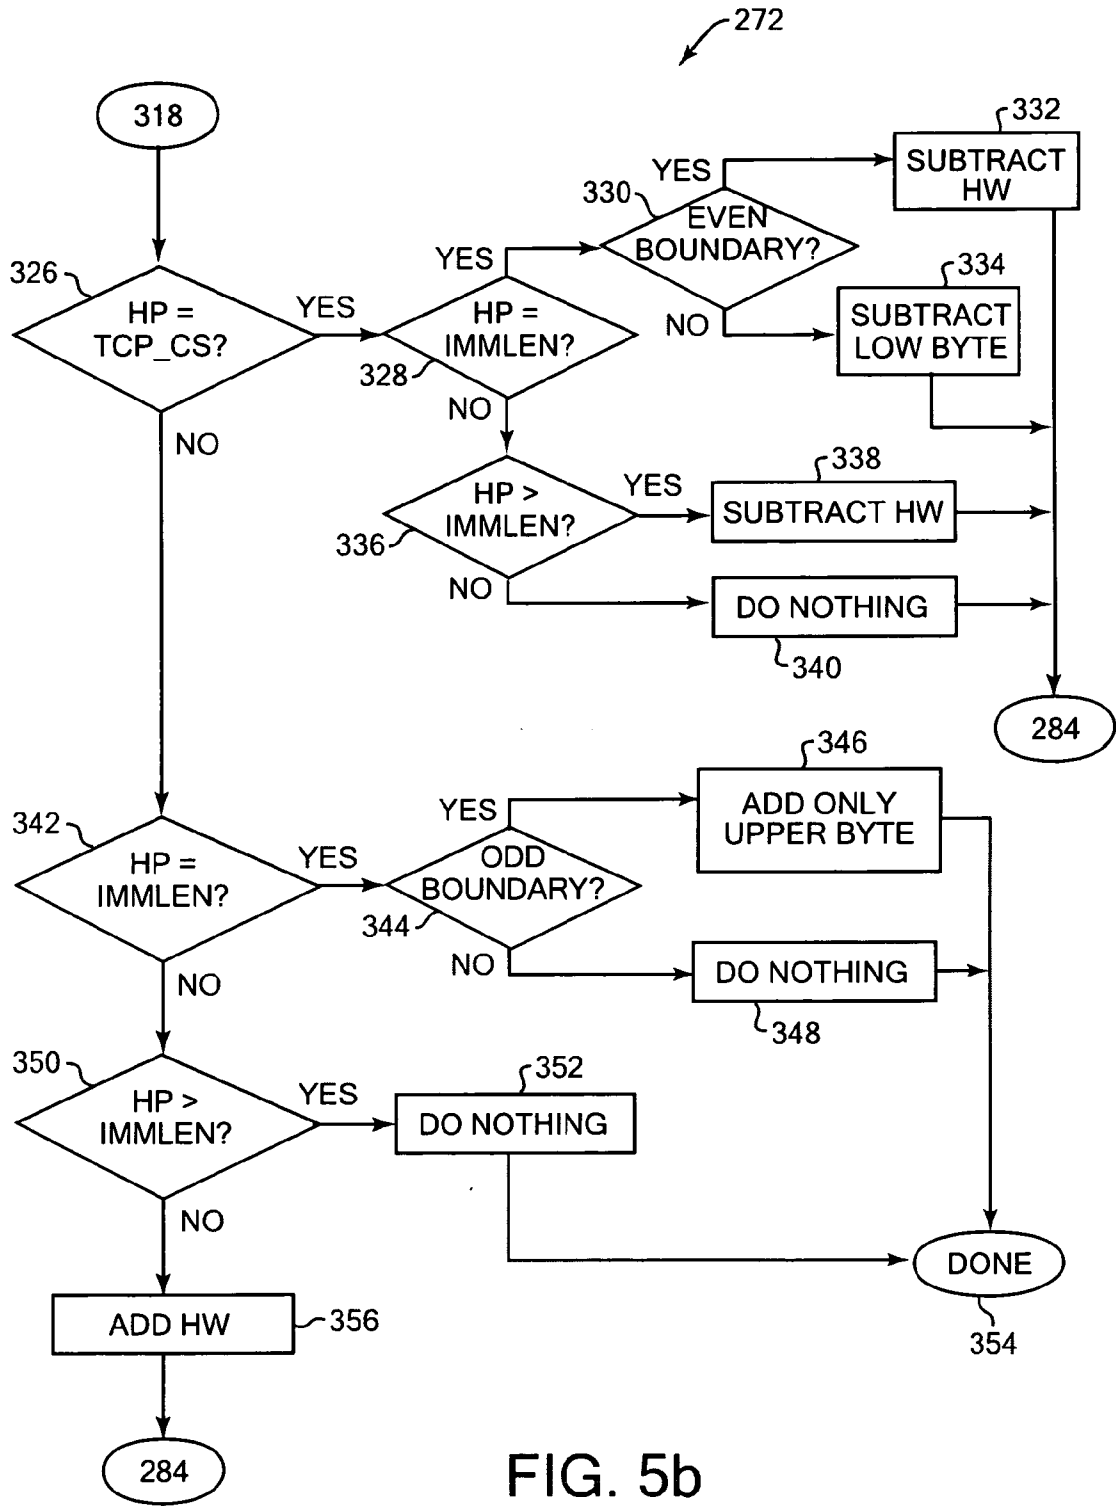 272
318
332
SUBTRACT
HW
YES
330
EVEN
BOUNDARY?
YES
326
HP =
TCP_CS?
YES
HP =
IMMLEN?
328
NO
334
SUBTRACT
LOW BYTE
NO
NO
HP >
IMMLEN?
336
YES
338
SUBTRACT HW
NO
DO NOTHING
340
284
346
ADD ONLY
UPPER BYTE
YES
342
HP =
IMMLEN?
YES
ODD
BOUNDARY?
344
NO
DO NOTHING
348
NO
350
HP >
IMMLEN?
YES
352
DO NOTHING
NO
DONE
354
ADD HW
356
284
FIG. 5b